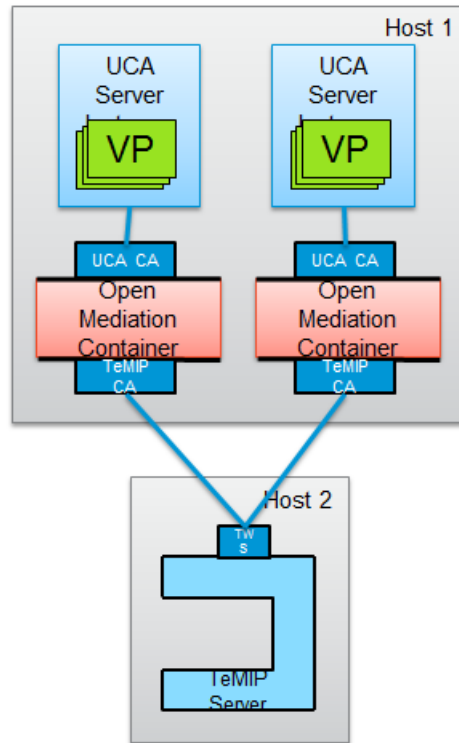 Host 1
UCA
Server
VP
UCA
Server
VP
UCA CA
Open
Mediation
Container
TeMIP
CA
UCA CA
Open
Mediation
Container
TeMIP
CA
Host 2
TW
S
TeMIP
Server